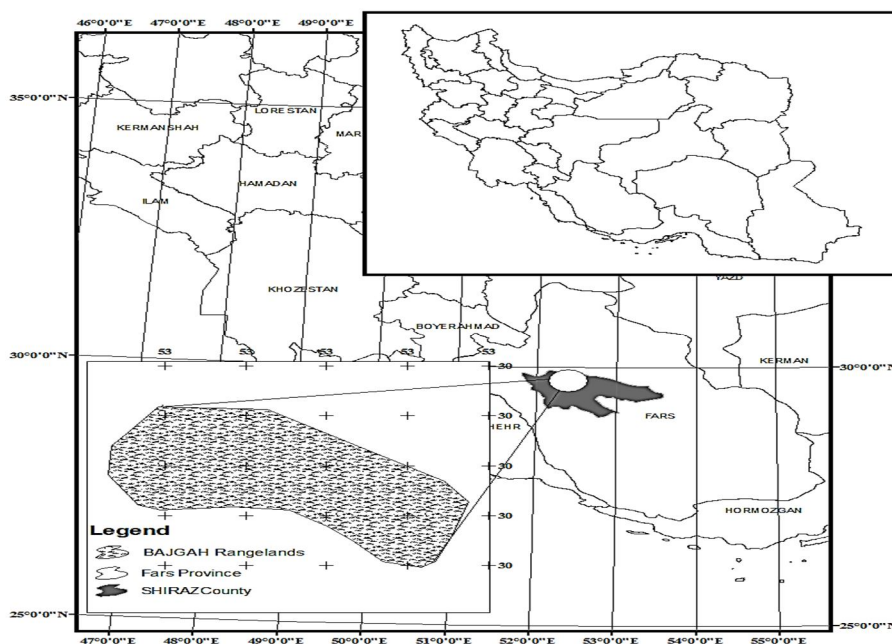 46°0'0"E 47°0'0"E 48°0'0"E 49°0'0"E
35°0'0"N
LORESTAN
KERMANSHAH
MAR
HAMADAN
ILAM
KHOZESTAN
YAZD
BOYERAHMAD
30°0'0"N
30°0'0"N
KERMAN
53 53 53 53 53
30
30
30
30
30
HEHR
FARS
HORMOZGAN
Legend
BAJGAH Rangelands
Fars Province
SHIRAZ County
25°0'0"N
25°0'0"N
47°0'0"E 48°0'0"E 49°0'0"E 50°0'0"E 51°0'0"E 52°0'0"E 53°0'0"E 54°0'0"E 55°0'0"E